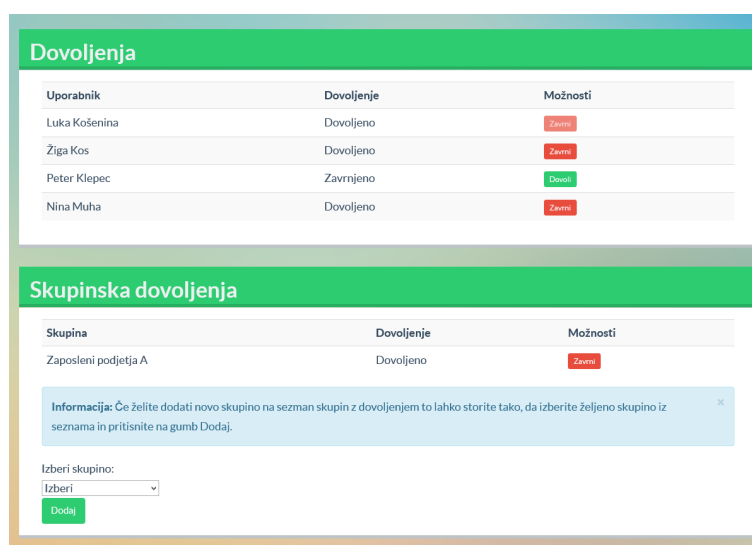 Dovoljenja
Uporabnik Dovoljenje Možnosti
Luka Košenina Dovoljeno Zavrni
Žiga Kos Dovoljeno Zavrni
Peter Klepec Zavrnjeno Dovoli
Nina Muha Dovoljeno Zavrni
Skupinska dovoljenja
Skupina Dovoljenje Možnosti
Zaposleni podjetja A Dovoljeno Zavrni
Informacija: Če želite dodati novo skupino na sezman skupin z dovoljenjem to lahko storite tako, da izberite željeno skupino iz ×
seznama in pritisnite na gumb Dodaj.
Izberi skupino:
Izberi
Dodaj